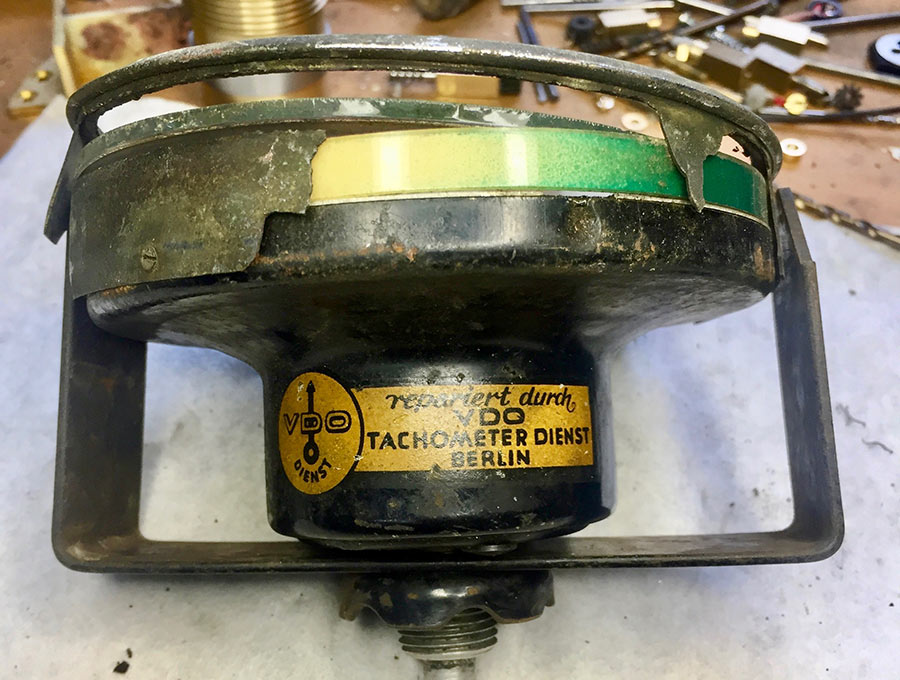 VDO
DIENST
repariert durch
VDO
TACHOMETER DIENST
BERLIN